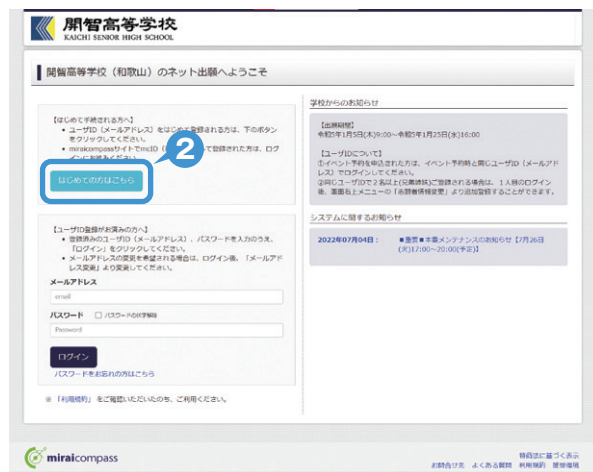 開智高等学校
KAICHI SENIOR HIGH SCHOOL
開智高等学校（和歌山）のネット出願へようこそ
【はじめて手続される方へ】
• ユーザID（メールアドレス）をはじめて登録される方は、下のボタン
をクリックしてください。
• miraicompassサイトでmcID（ て登録された方は、ログ
インにお進みください。
2
はじめての方はこちら
【ユーザID登録がお済みの方へ】
• 登録済みのユーザID（メールアドレス）、パスワードを入力のうえ、
「ログイン」をクリックしてください。
• メールアドレスの変更を希望される場合は、ログイン後、「メールアド
レス変更」より変更してください。
メールアドレス
email
パスワード パスワードの伏字解除
Password
ログイン
パスワードをお忘れの方はこちら
※ 「利用規約」 をご確認いただいたのち、ご利用ください。
学校からのお知らせ
【出願期間】
令和5年1月5日(木)9:00～令和5年1月25日(水)16:00
【ユーザIDについて】
①イベント予約を申込された方は、イベント予約時と同じユーザID（メールアド
レス）でログインしてください。
②同じユーザIDで2名以上(兄弟姉妹)ご登録される場合は、1人目のログイン
後、画面右上メニューの「志願者情報変更」より追加登録することができます。
システムに関するお知らせ
2022年07月04日： ■重要■本番メンテナンスのお知らせ【7月26日
(火)17:00～20:00(予定)】
miraicompass
特商法に基づく表示
お問合せ先 よくある質問 利用規約 推奨環境